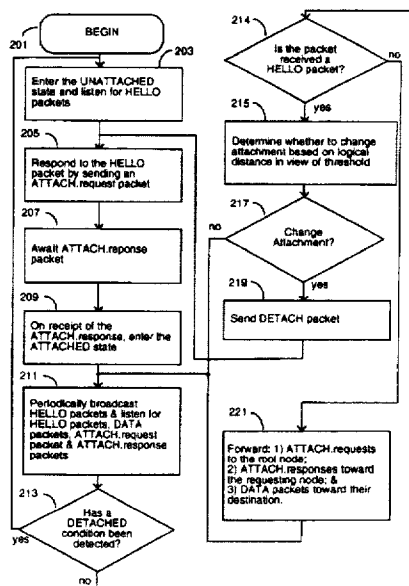 201
BEGIN
203
Enter the UNATTACHED
state and listen for HELLO
packets
205
Respond to the HELLO
packet by sending an
ATTACH.request packet
207
Await ATTACH.reponse
packet
209
On receipt of the
ATTACH.response, enter the
ATTACHED state
211
Periodically broadcast
HELLO packets & listen for
HELLO packets, DATA
packets, ATTACH.request
packet & ATTACH.response
packets
213
Has a
DETACHED
condition been
detected?
yes
no
214
Is the packet
received a
HELLO packet?
no
yes
215
Determine whether to change
attachment based on logical
distance in view of threshold
217
no
Change
Attachment?
yes
219
Send DETACH packet
221
Forward: 1) ATTACH.requests
to the root node;
2) ATTACH.responses toward
the requesting node; &
3) DATA packets toward their
destination.